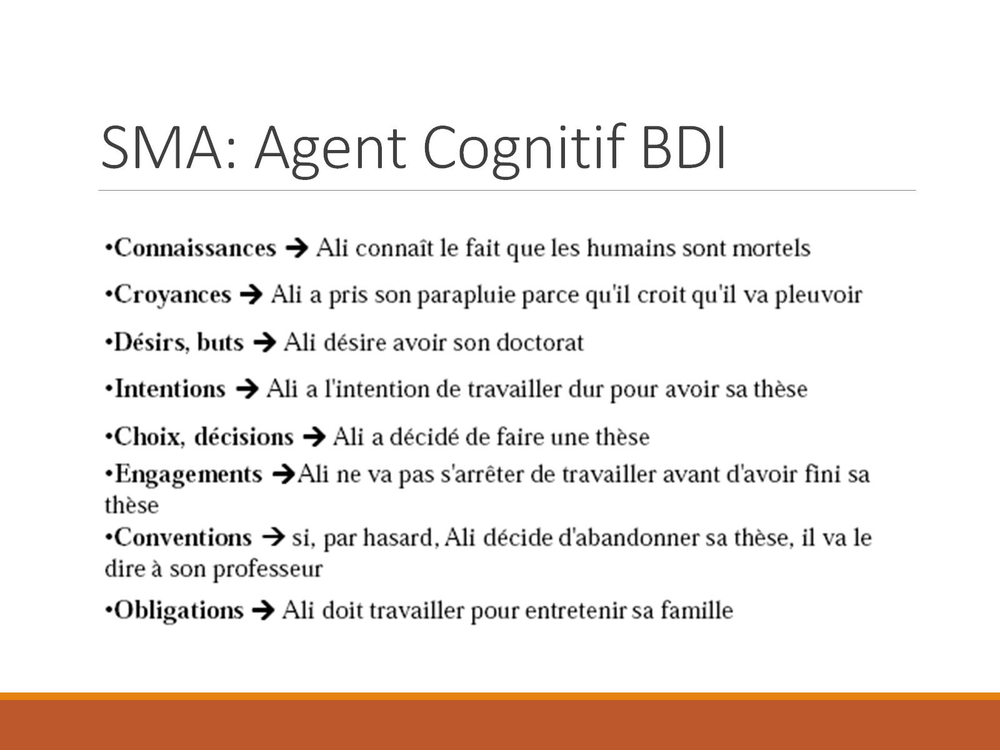 SMA: Agent Cognitif BDI
•Connaissances → Ali connaît le fait que les humains sont mortels
•Croyances → Ali a pris son parapluie parce qu'il croit qu'il va pleuvoir
•Désirs, buts → Ali désire avoir son doctorat
•Intentions → Ali a l'intention de travailler dur pour avoir sa thèse
•Choix, décisions → Ali a décidé de faire une thèse
•Engagements →Ali ne va pas s'arrêter de travailler avant d'avoir fini sa
thèse
•Conventions → si, par hasard, Ali décide d'abandonner sa thèse, il va le
dire à son professeur
•Obligations → Ali doit travailler pour entretenir sa famille